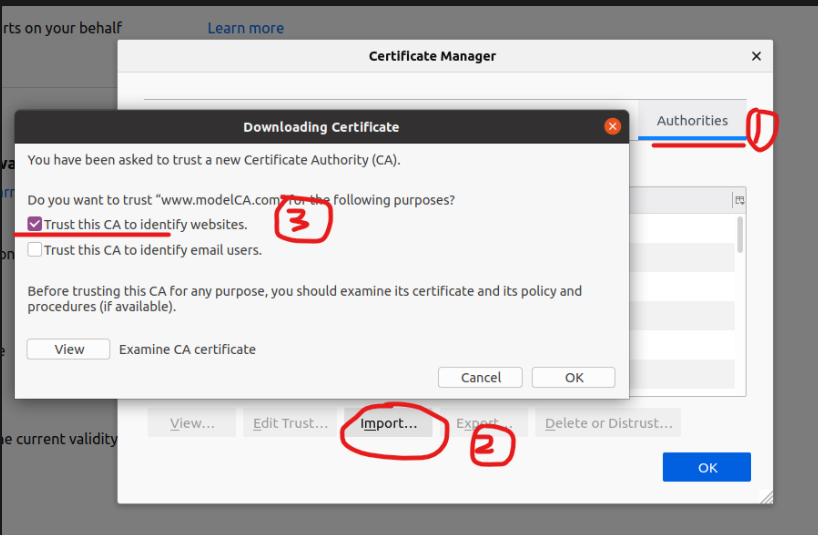 rts on your behalf Learn more
Certificate Manager
Authorities 1
Downloading Certificate
You have been asked to trust a new Certificate Authority (CA).
Do you want to trust "www.modelCA.com" for the following purposes?
Trust this CA to identify websites. 3
Trust this CA to identify email users.
Before trusting this CA for any purpose, you should examine its certificate and its policy and
procedures (if available).
View Examine CA certificate
Cancel OK
View... Edit Trust... Import... Export... Delete or Distrust...
2
ne current validity
OK